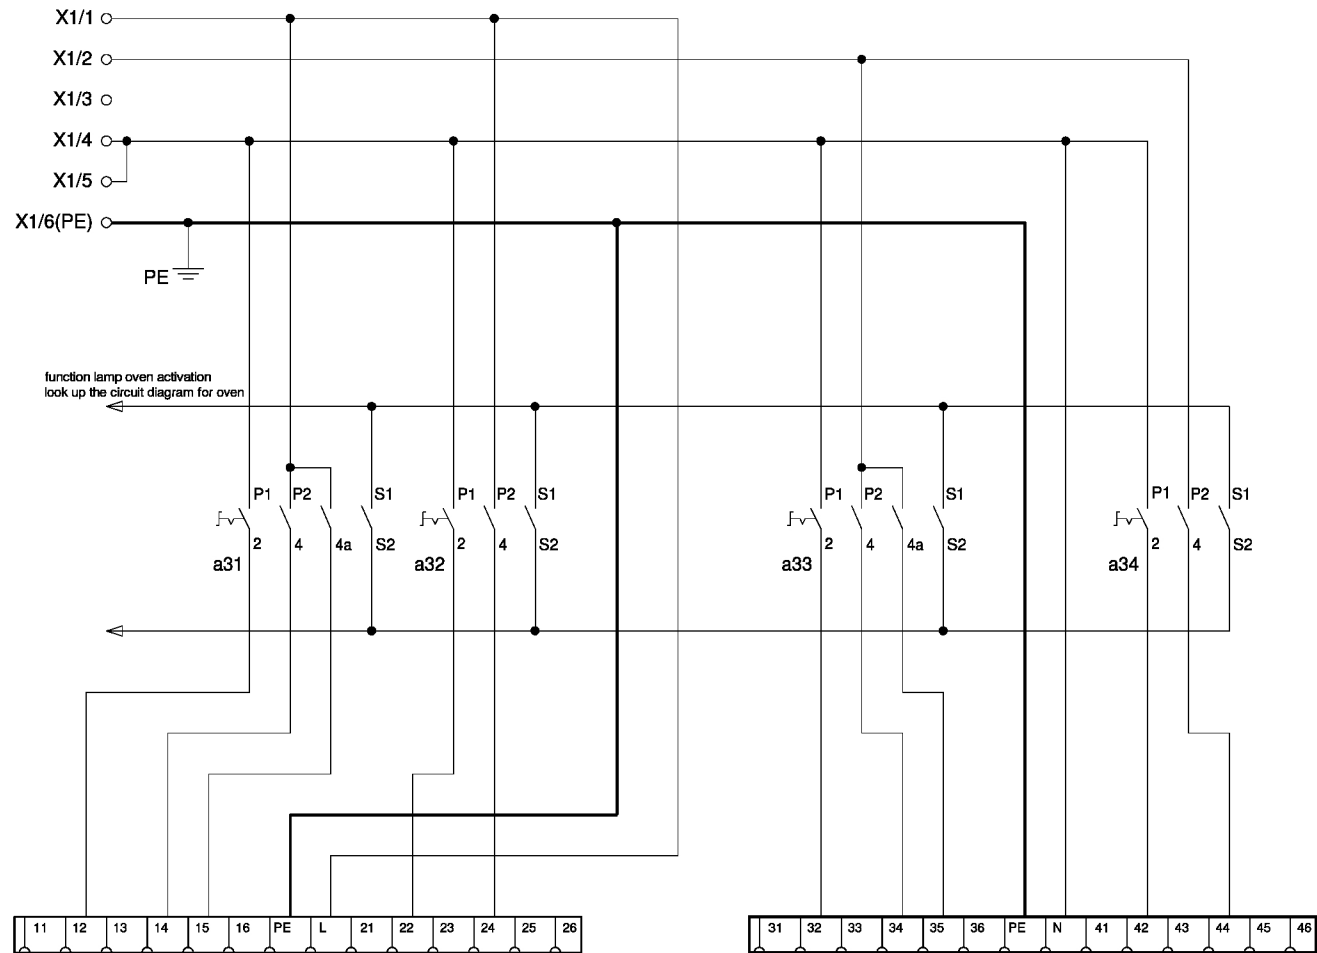 X1/1
X1/2
X1/3
X1/4
X1/5
X1/6(PE)
PE
function lamp oven activation
look up the circuit diagram for oven
P1 P2 S1 P1 P2 S1 P1 P2 S1 P1 P2 S1
2 4 4a S2 2 4 S2 2 4 4a S2 2 4 S2
a31 a32 a33 a34
11 12 13 14 15 16 PE L 21 22 23 24 25 26 31 32 33 34 35 36 PE N 41 42 43 44 45 46